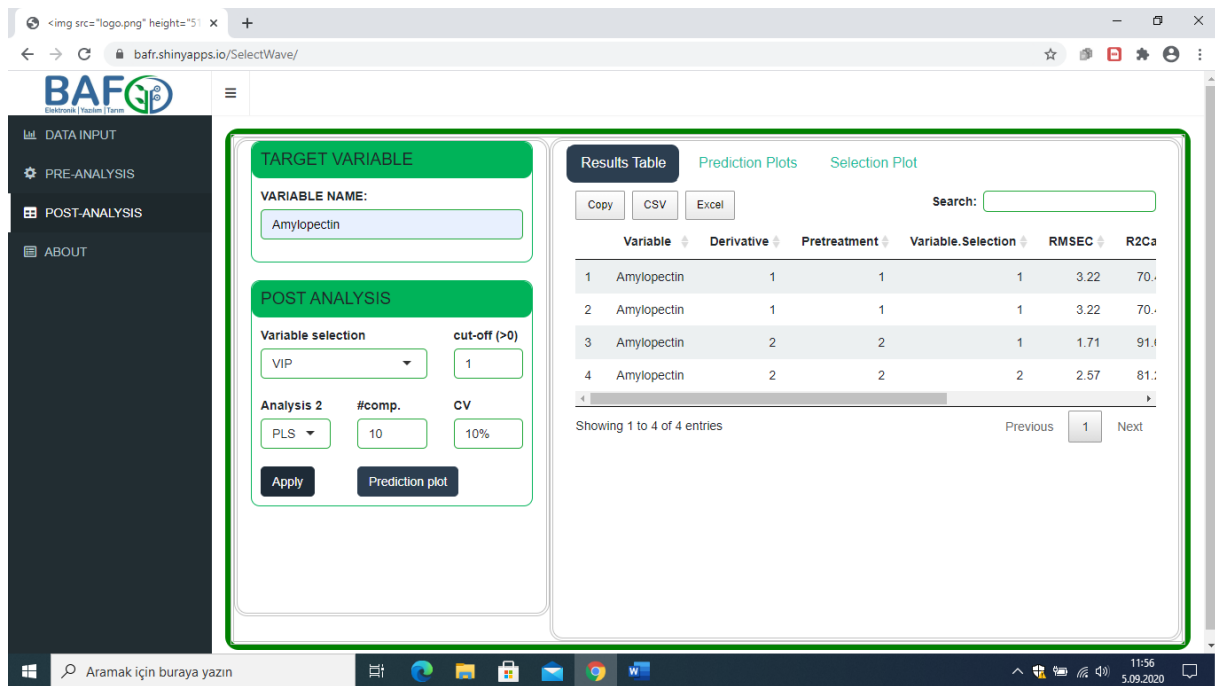 <img src="logo.png" height="51
bafr.shinyapps.io/SelectWave/
BAF
Elektronik | Yazılım | Tarım
DATA INPUT
PRE-ANALYSIS
POST-ANALYSIS
ABOUT
TARGET VARIABLE
VARIABLE NAME:
Amylopectin
POST ANALYSIS
Variable selection cut-off (>0)
VIP 1
Analysis 2 #comp. CV
PLS 10 10%
Apply Prediction plot
Results Table Prediction Plots Selection Plot
Copy CSV Excel Search:
Variable Derivative Pretreatment Variable.Selection RMSEC R2Ca
1 Amylopectin 1 1 1 3.22 70.
2 Amylopectin 1 1 1 3.22 70.
3 Amylopectin 2 2 1 1.71 91.
4 Amylopectin 2 2 2 2.57 81.
Showing 1 to 4 of 4 entries Previous 1 Next
Aramak için buraya yazın
11:56
5.09.2020